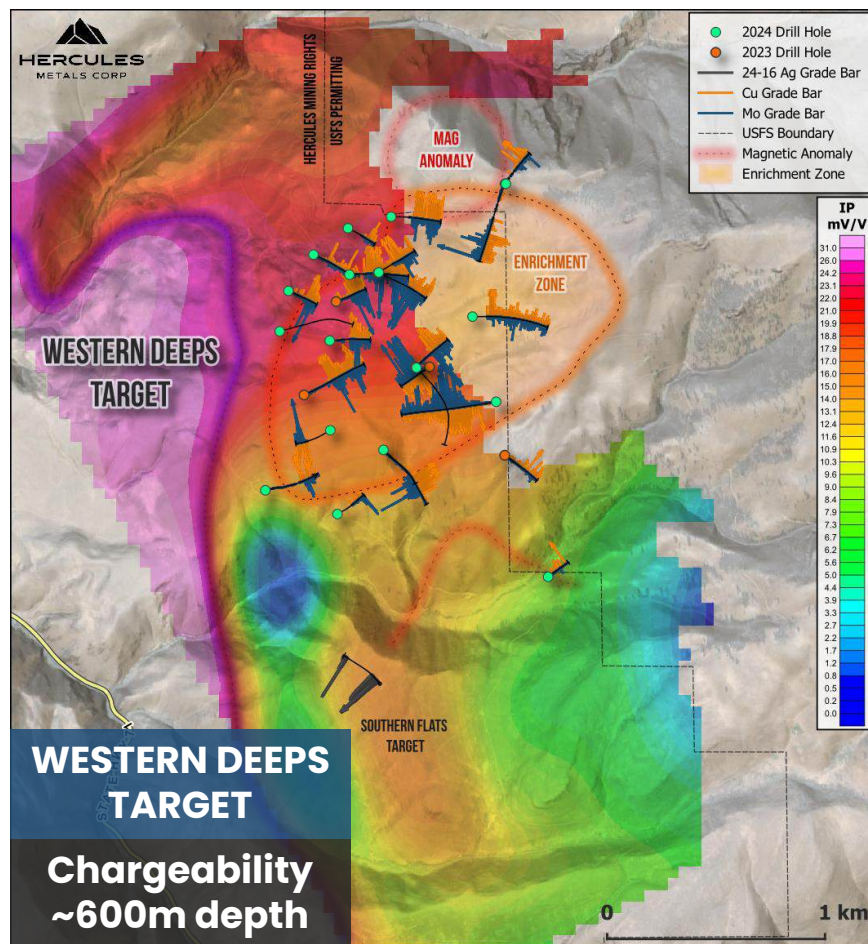 HERCULES
METALS CORP
HERCULES MINING RIGHTS
USFS PERMITTING
MAG
ANOMALY
ENRICHMENT
ZONE
WESTERN DEEPS
TARGET
SOUTHERN FLATS
TARGET
2024 Drill Hole
2023 Drill Hole
24-16 Ag Grade Bar
Cu Grade Bar
Mo Grade Bar
USFS Boundary
Magnetic Anomaly
Enrichment Zone
IP
mV/V
31.0
26.0
24.2
23.1
22.0
21.0
19.9
18.8
17.9
17.0
16.0
15.0
14.0
13.1
12.4
11.6
10.9
10.3
9.6
9.0
8.4
7.9
7.3
6.7
6.2
5.6
5.0
4.4
3.9
3.3
2.7
2.2
1.7
1.2
0.8
0.5
0.2
0.0
WESTERN DEEPS
TARGET
Chargeability
~600m depth
0
1 km